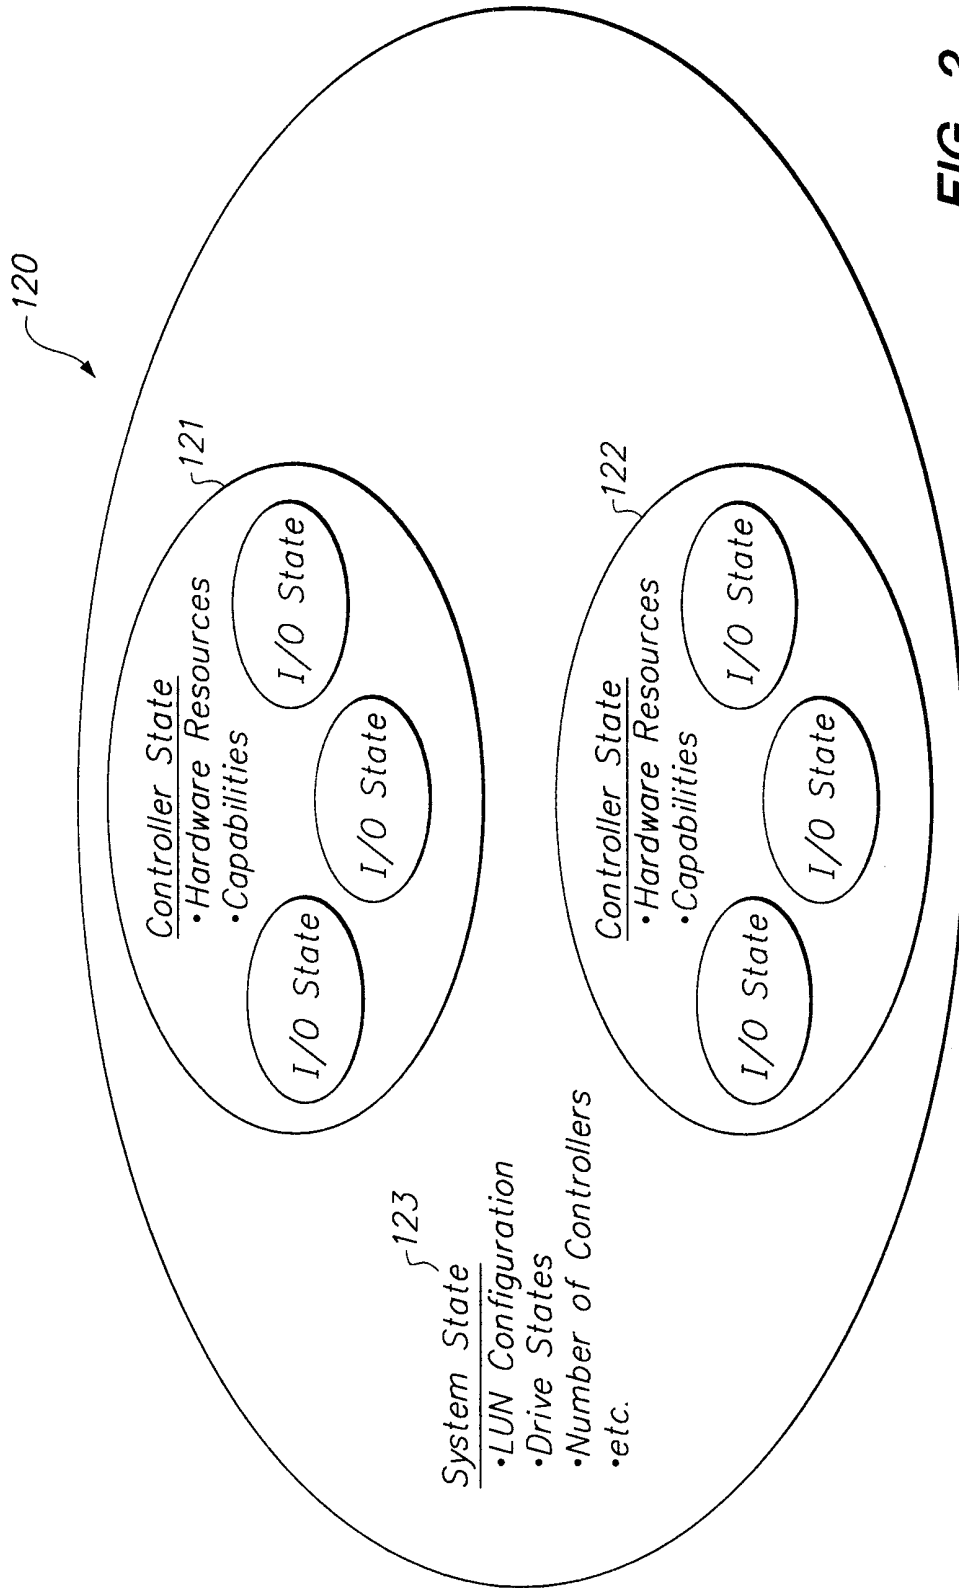 120
121
Controller State
•Hardware Resources
•Capabilities
I/O State
I/O State
I/O State
System State
123
•LUN Configuration
•Drive States
•Number of Controllers
•etc.
122
Controller State
•Hardware Resources
•Capabilities
I/O State
I/O State
I/O State
FIG. 2